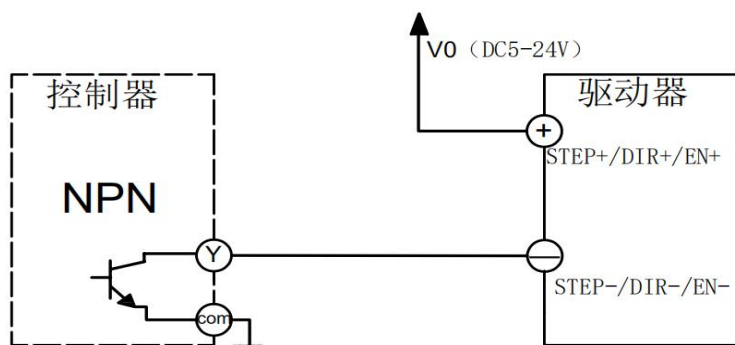 V0（DC5-24V）
控制器
驱动器
+
STEP+/DIR+/EN+
NPN
Y
—
STEP-/DIR-/EN-
com